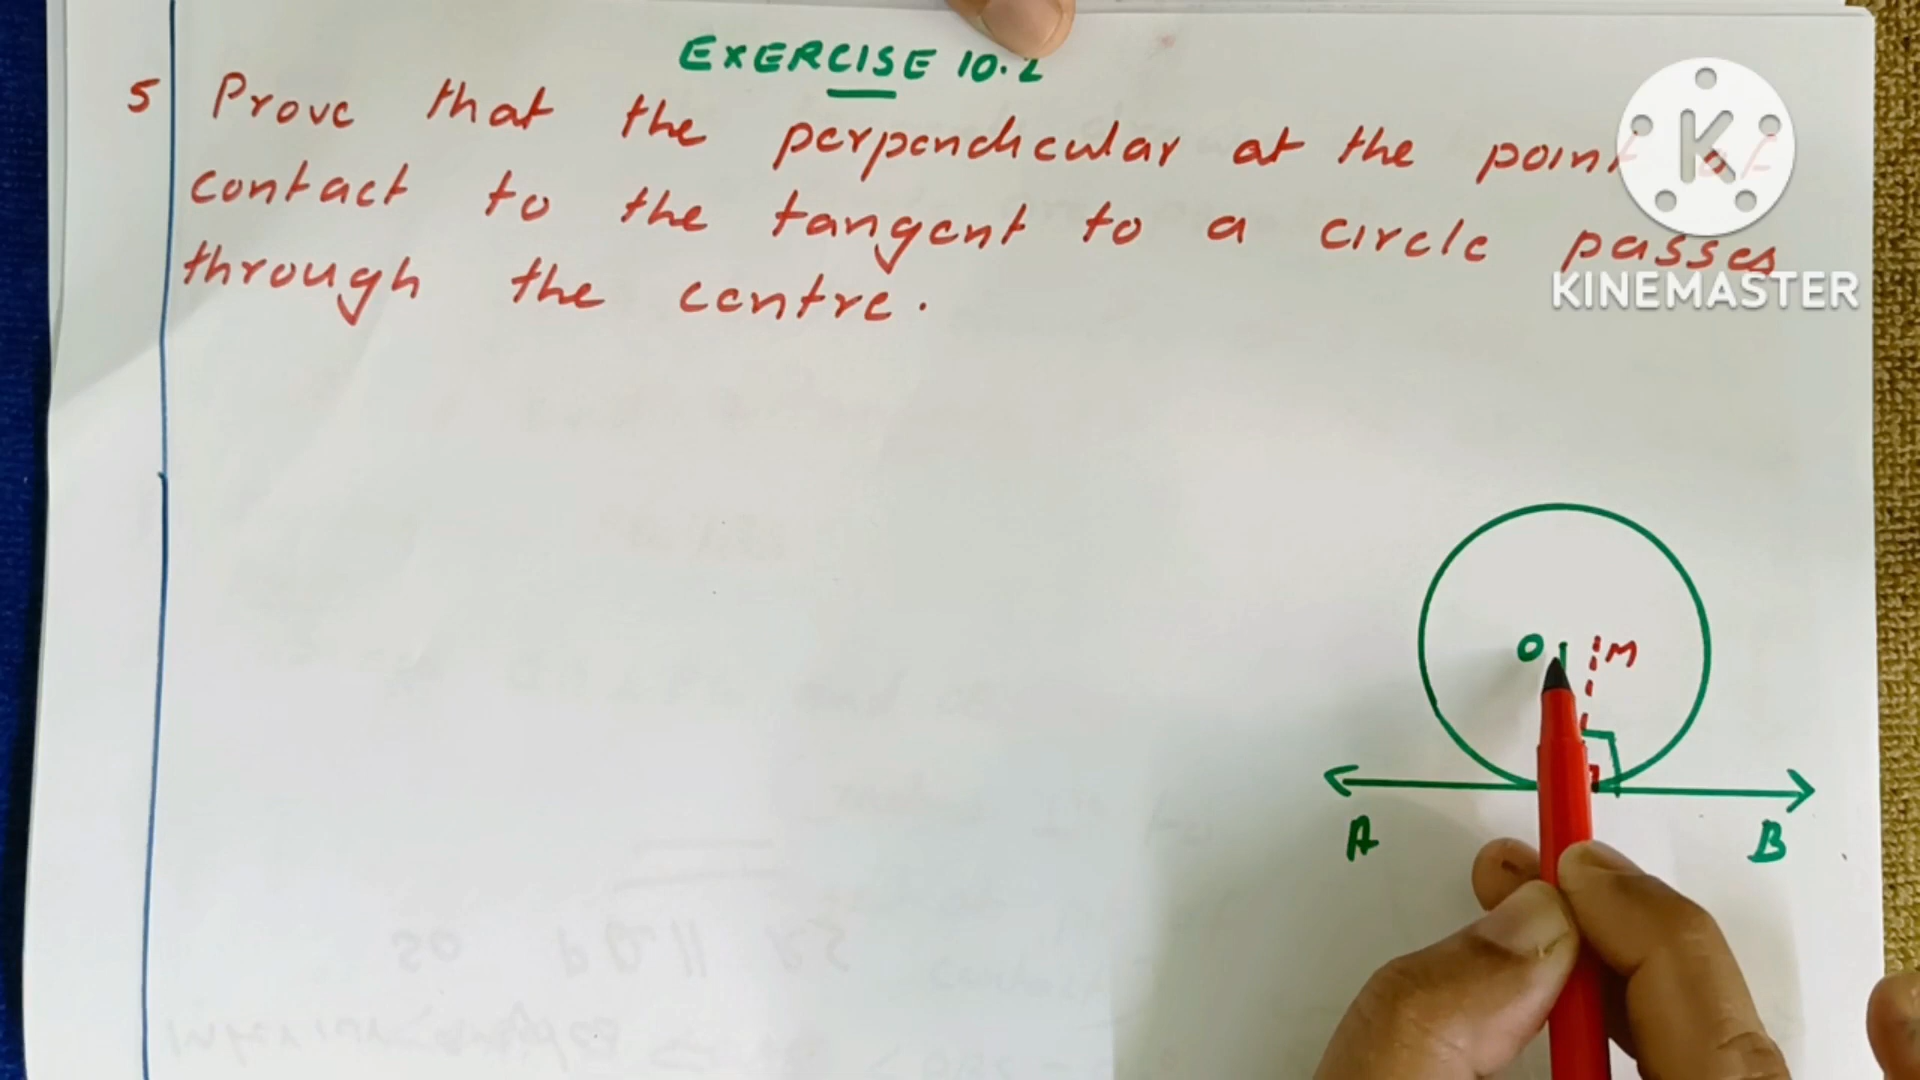 EXERCISE 10.2
5 Prove that the perpendicular at the point of
contact to the tangent to a circle passes
through the centre.
K
KINEMASTER
O M
A B